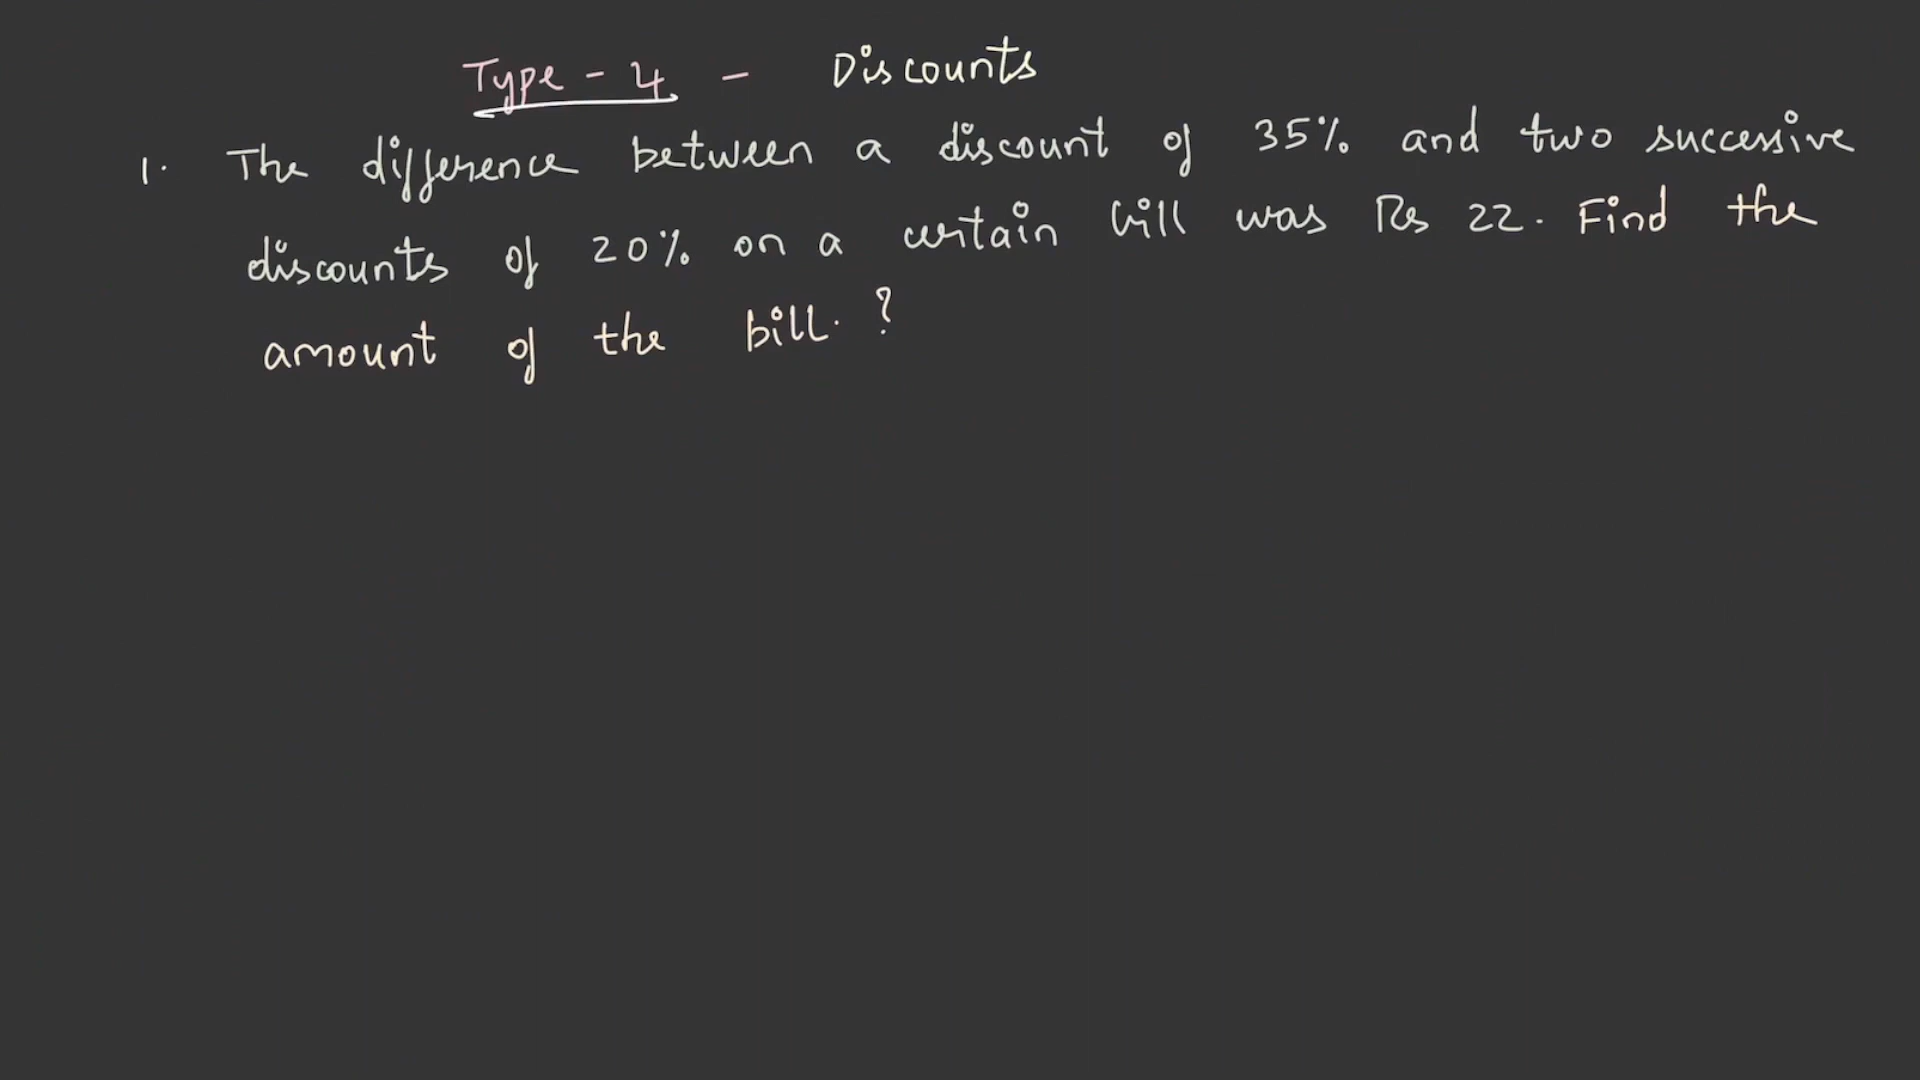 Type - 4 - Discounts
1. The difference between a discount of 35% and two successive
discounts of 20% on a certain bill was Rs 22. Find the
amount of the bill. ?